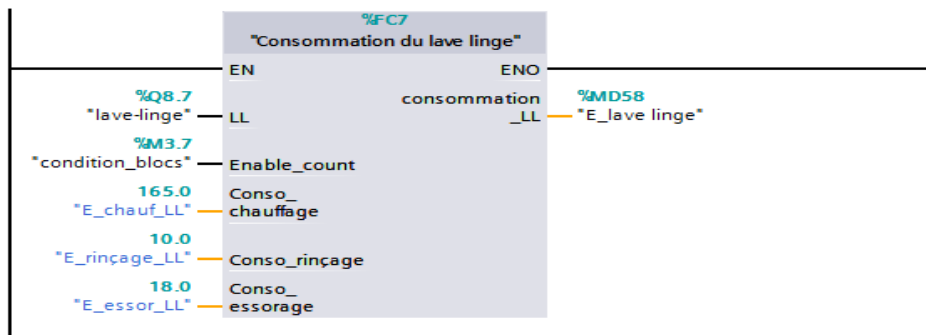 %FC7
"Consommation du lave linge"
EN ENO
%Q8.7
"lave-linge" LL
consommation
_LL
%MD58
"E_lave linge"
%M3.7
"condition_blocs" Enable_count
165.0
"E_chauf_LL"
Conso_
chauffage
10.0
"E_rinçage_LL" Conso_rinçage
18.0
"E_essor_LL"
Conso_
essorage